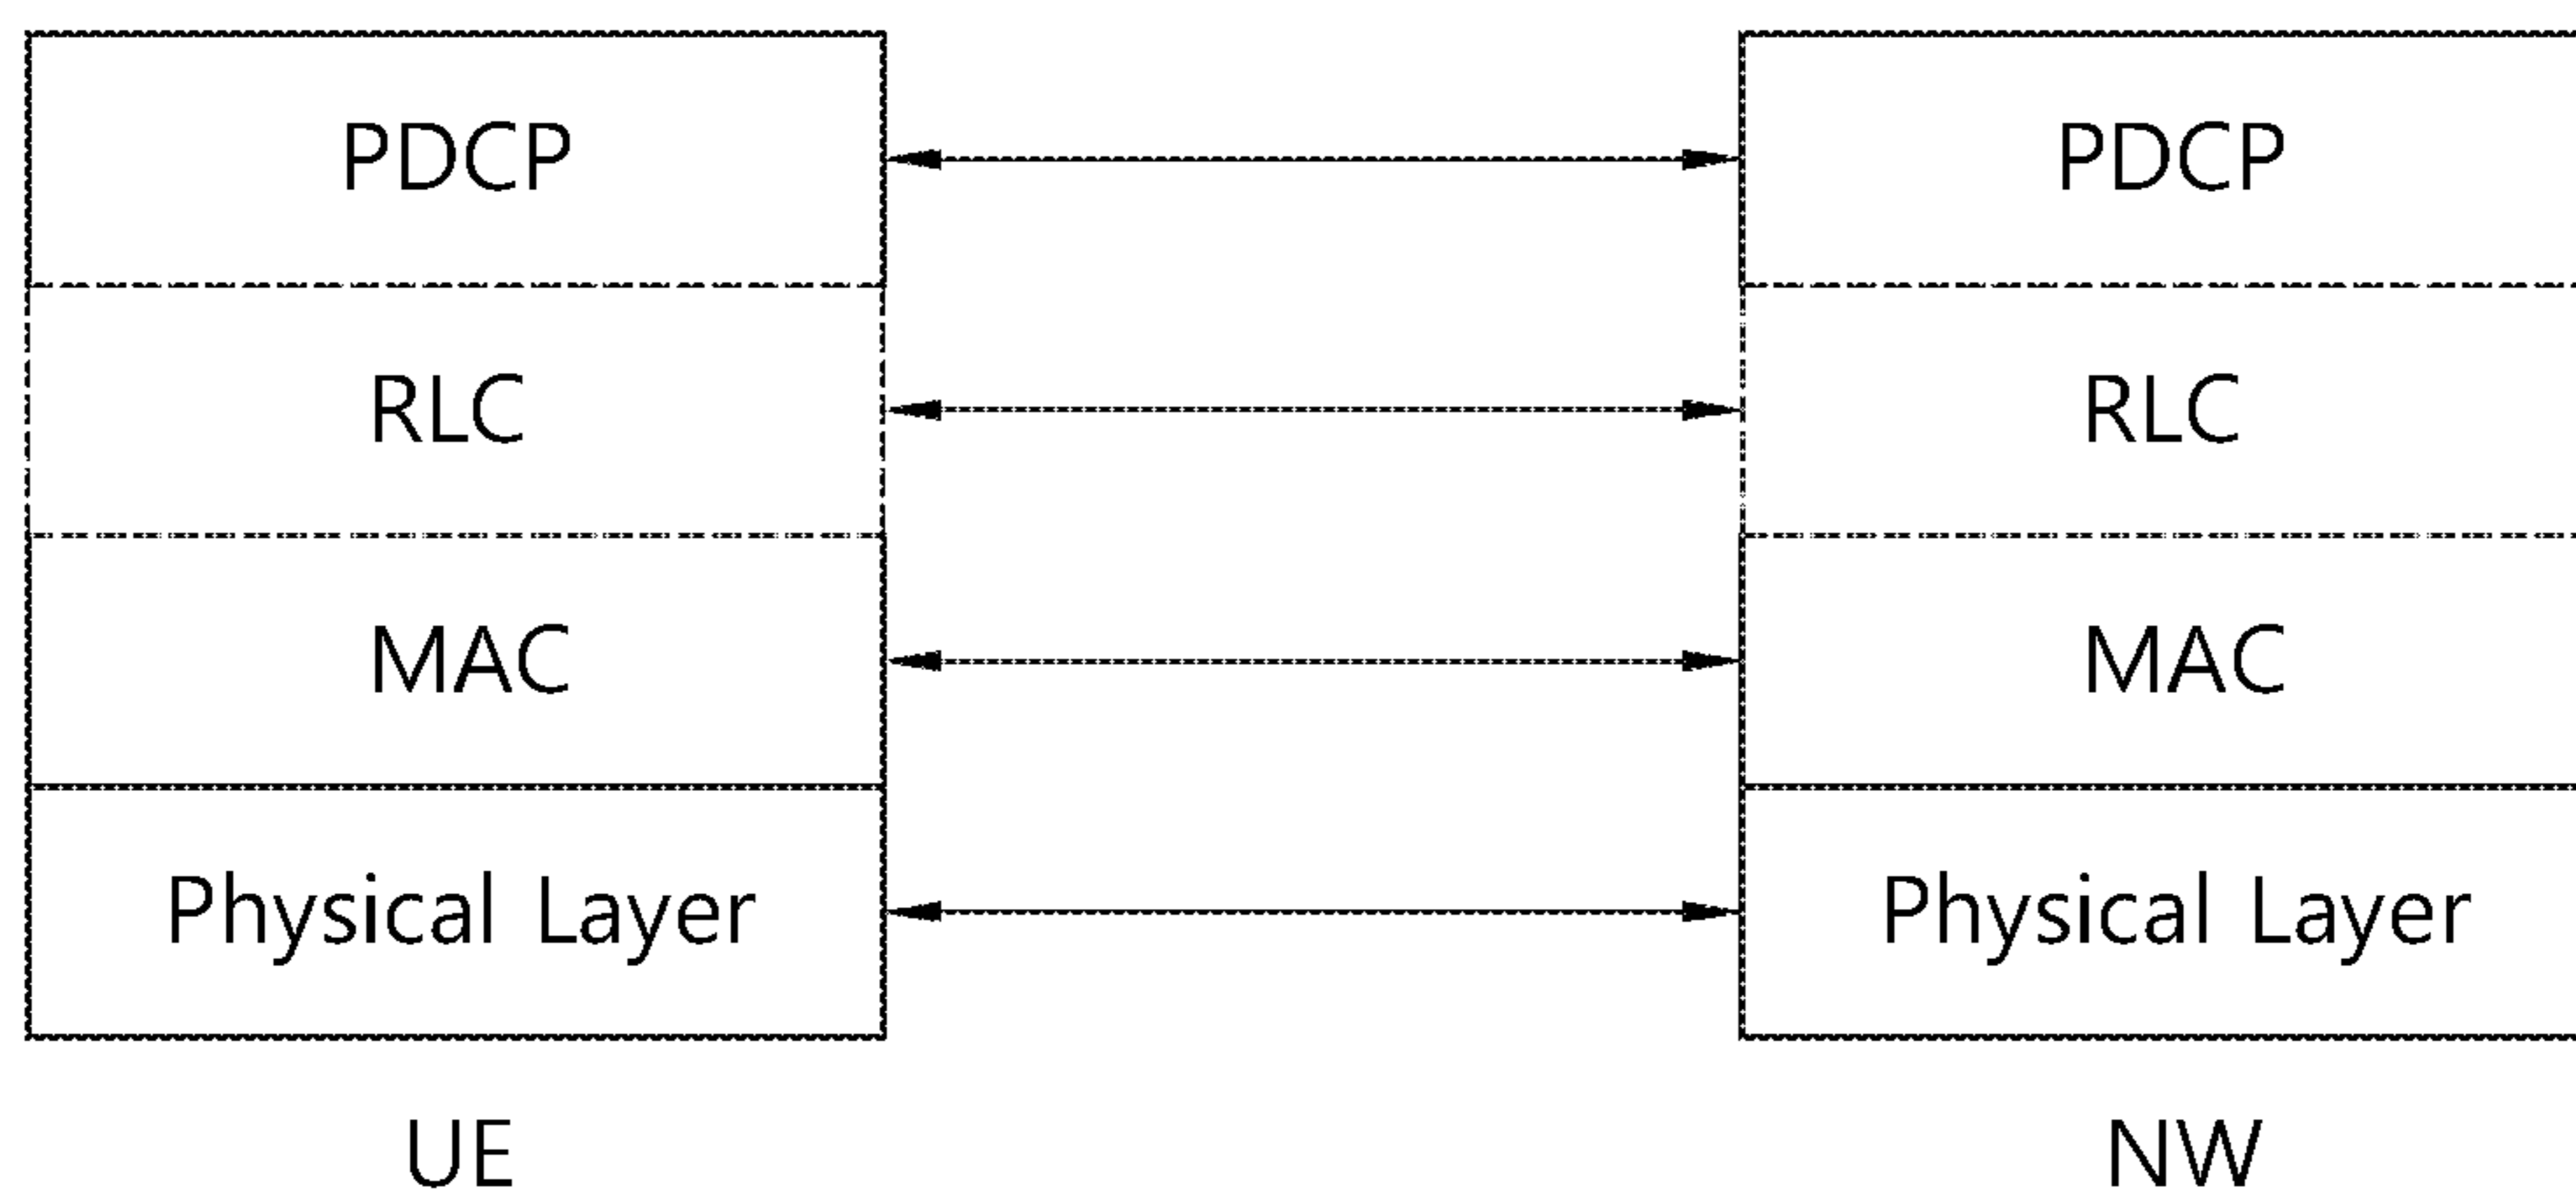 PDCP
PDCP
RLC
RLC
MAC
MAC
Physical Layer
Physical Layer
UE
NW